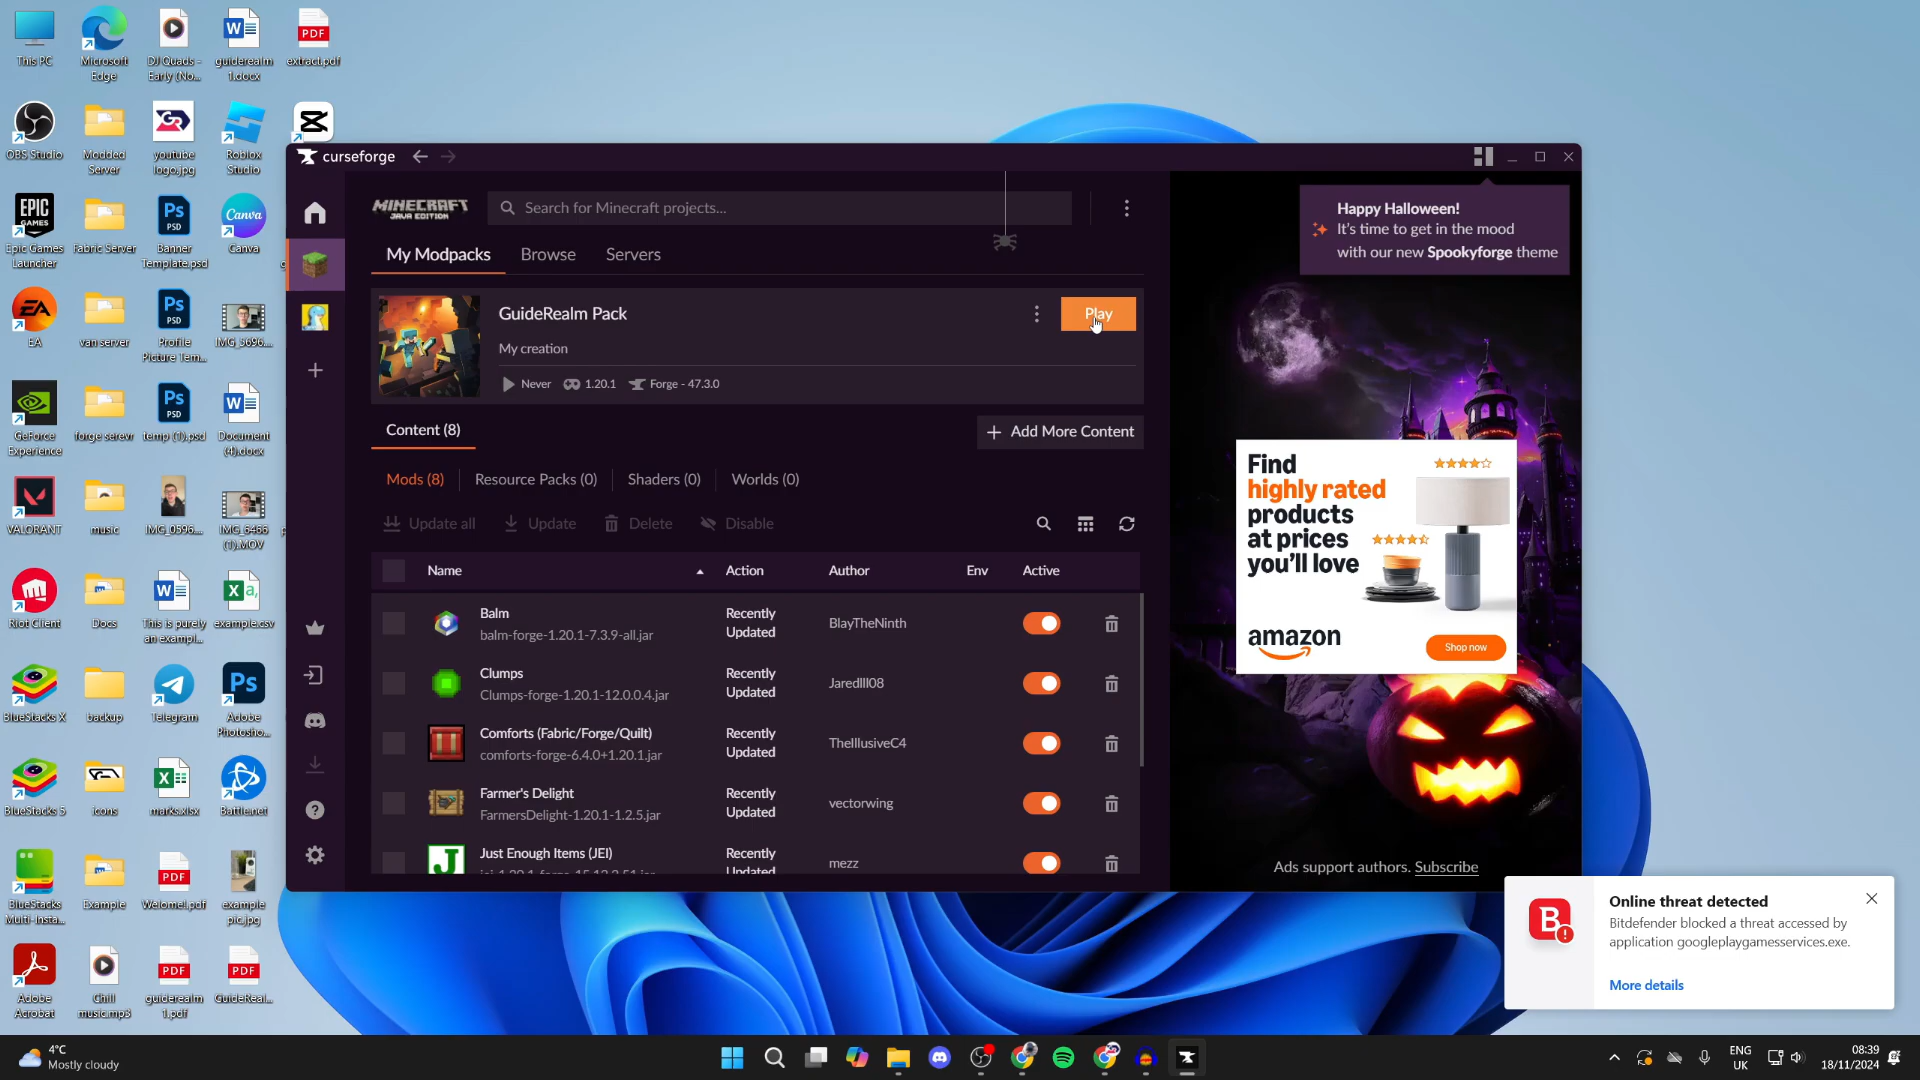 This PC
Microsoft
Edge
DJ Quads -
Early (No...
guiderealm
1.docx
PDF
extract.pdf
OBS Studio
Modded
Server
youtube
logo.jpg
Roblox
Studio
EPIC
GAMES
Epic Games
Launcher
Fabric Server
Banner
Template.psd
Canva
EA
van server
Profile
Picture Tem...
IMG_3696....
GeForce
Experience
forge serevr
temp (1).psd
Document
(4).docx
VALORANT
music
IMG_0596....
IMG_6466
(1).MOV
Riot Client
Docs
This is purely
an exampl...
example.csv
BlueStacks X
backup
Telegram
Adobe
Photosho...
BlueStacks 5
icons
marks.xlsx
Battle.net
BlueStacks
Multi-Insta...
Example
Welome!.pdf
example
pic.jpg
Adobe
Acrobat
Chill
music.mp3
guiderealm
1.pdf
GuideReal...
curseforge
MINECRAFT
JAVA EDITION
Search for Minecraft projects...
My Modpacks
Browse
Servers
GuideRealm Pack
Play
My creation
Never
1.20.1
Forge - 47.3.0
Content (8)
Add More Content
Mods (8)
Resource Packs (0)
Shaders (0)
Worlds (0)
Update all
Update
Delete
Disable
Name
Action
Author
Env
Active
Balm
balm-forge-1.20.1-7.3.9-all.jar
Recently
Updated
BlayTheNinth
Clumps
Clumps-forge-1.20.1-12.0.0.4.jar
Recently
Updated
Jaredlll08
Comforts (Fabric/Forge/Quilt)
comforts-forge-6.4.0+1.20.1.jar
Recently
Updated
TheIllusiveC4
Farmer's Delight
FarmersDelight-1.20.1-1.2.5.jar
Recently
Updated
vectorwing
Just Enough Items (JEI)
Recently
Updated
mezz
Happy Halloween!
It's time to get in the mood
with our new Spookyforge theme
Find
highly rated
products
at prices
you'll love
amazon
Shop now
Ads support authors. Subscribe
Online threat detected
Bitdefender blocked a threat accessed by
application googleplaygamesservices.exe.
More details
4°C
Mostly cloudy
ENG
UK
08:39
18/11/2024